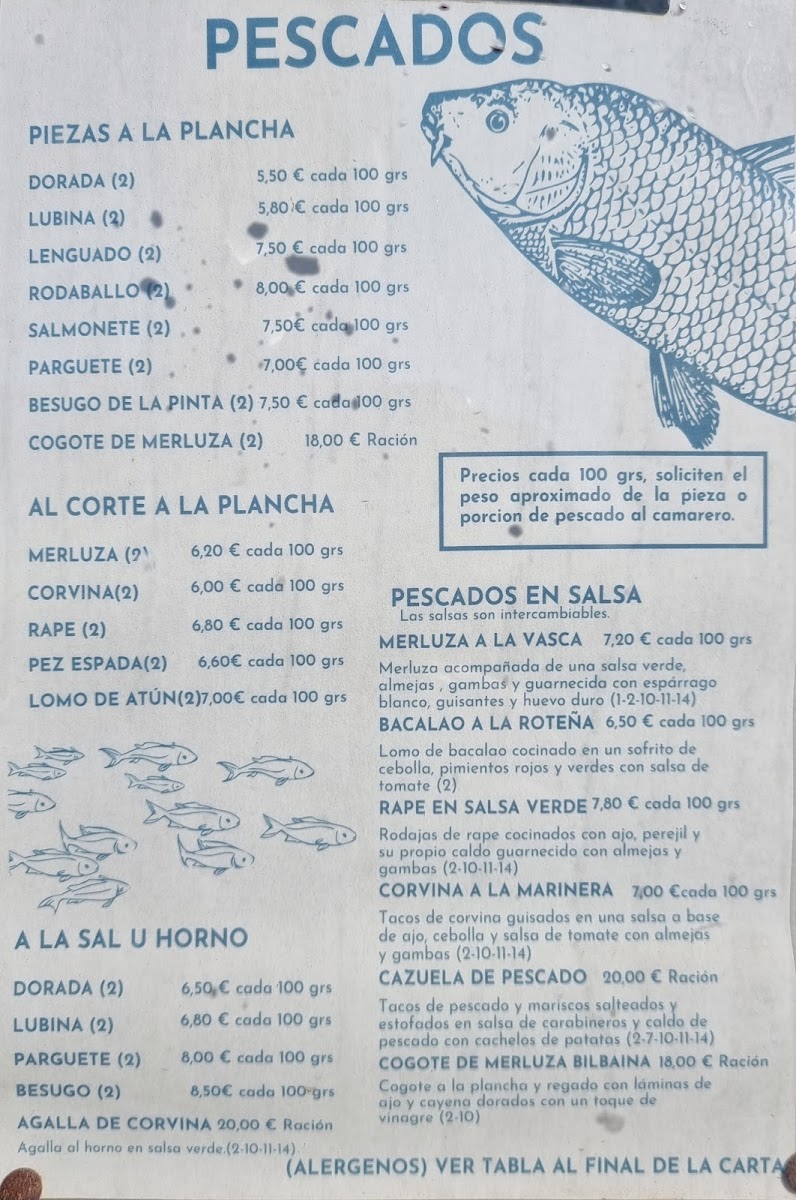 PESCADOS
PIEZAS A LA PLANCHA
DORADA (2) 5,50 € cada 100 grs
LUBINA (2) 5,80 € cada 100 grs
LENGUADO (2) 7,50 € cada 100 grs
RODABALLO (2) 8,00 € cada 100 grs
SALMONETE (2) 7,50€ cada 100 grs
PARGUETE (2) 7,00€ cada 100 grs
BESUGO DE LA PINTA (2) 7,50 € cada 100 grs
COGOTE DE MERLUZA (2) 18,00 € Ración
Precios cada 100 grs, soliciten el
peso aproximado de la pieza o
porcion de pescado al camarero.
AL CORTE A LA PLANCHA
MERLUZA (2) 6,20 € cada 100 grs
CORVINA(2) 6,00 € cada 100 grs
RAPE (2) 6,80 € cada 100 grs
PEZ ESPADA(2) 6,60€ cada 100 grs
LOMO DE ATÚN(2)7,00€ cada 100 grs
A LA SAL U HORNO
DORADA (2) 6,50 € cada 100 grs
LUBINA (2) 6,80 € cada 100 grs
PARGUETE (2) 8,00 € cada 100 grs
BESUGO (2) 8,50€ cada 100 grs
AGALLA DE CORVINA 20,00 € Ración
Agalla al horno en salsa verde.(2-10-11-14)
PESCADOS EN SALSA
Las salsas son intercambiables.
MERLUZA A LA VASCA 7,20 € cada 100 grs
Merluza acompañada de una salsa verde,
almejas , gambas y guarnecida con espárrago
blanco, guisantes y huevo duro (1-2-10-11-14)
BACALAO A LA ROTEÑA 6,50 € cada 100 grs
Lomo de bacalao cocinado en un sofrito de
cebolla, pimientos rojos y verdes con salsa de
tomate (2)
RAPE EN SALSA VERDE 7,80 € cada 100 grs
Rodajas de rape cocinados con ajo, perejil y
su propio caldo guarnecido con almejas y
gambas (2-10-11-14)
CORVINA A LA MARINERA 7,00 €cada 100 grs
Tacos de corvina guisados en una salsa a base
de ajo, cebolla y salsa de tomate con almejas
y gambas (2-10-11-14)
CAZUELA DE PESCADO 20,00 € Ración
Tacos de pescado y mariscos salteados y
estofados en salsa de carabineros y caldo de
pescado con cachelos de patatas (2-7-10-11-14)
COGOTE DE MERLUZA BILBAINA 18,00 € Ración
Cogote a la plancha y regado con láminas de
ajo y cayena dorados con un toque de
vinagre (2-10)
(ALERGENOS) VER TABLA AL FINAL DE LA CARTA